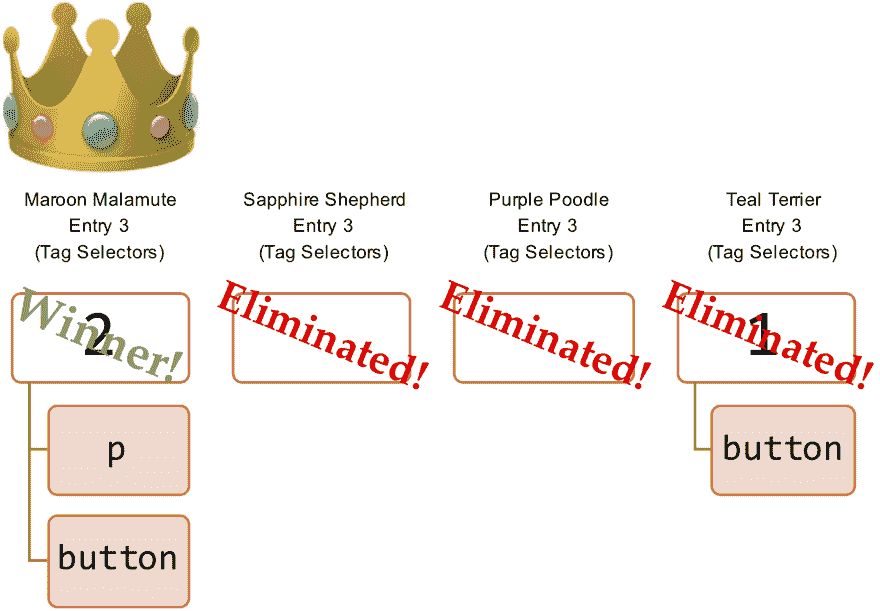 Maroon Malamute
Entry 3
(Tag Selectors)
Sapphire Shepherd
Entry 3
(Tag Selectors)
Purple Poodle
Entry 3
(Tag Selectors)
Teal Terrier
Entry 3
(Tag Selectors)
2
Winner!
Eliminated!
Eliminated!
1
Eliminated!
p
button
button